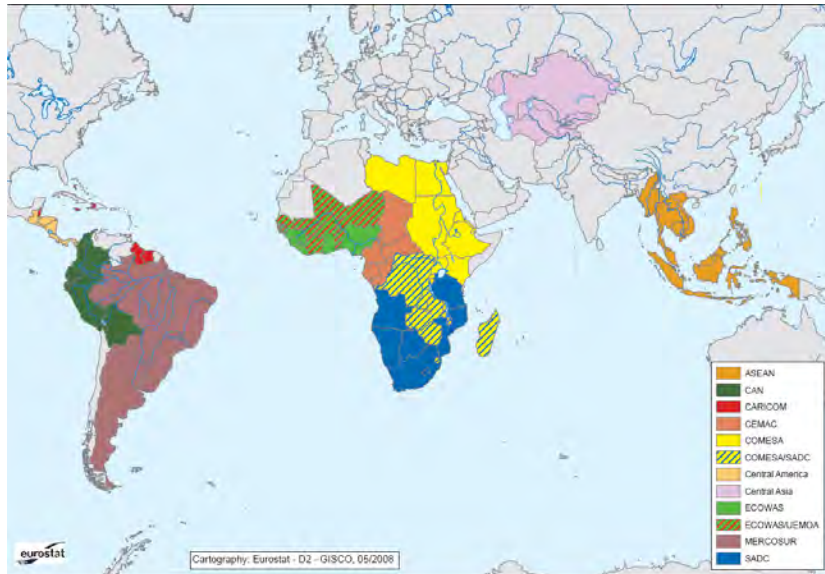 ASEAN
CAN
CARICOM
CEMAC
COMESA
COMESA/SADC
Central America
Central Asia
ECOWAS
ECOWAS/UEMOA
MERCOSUR
SADC
eurostat
Cartography: Eurostat - D2 - GISCO, 05/2008